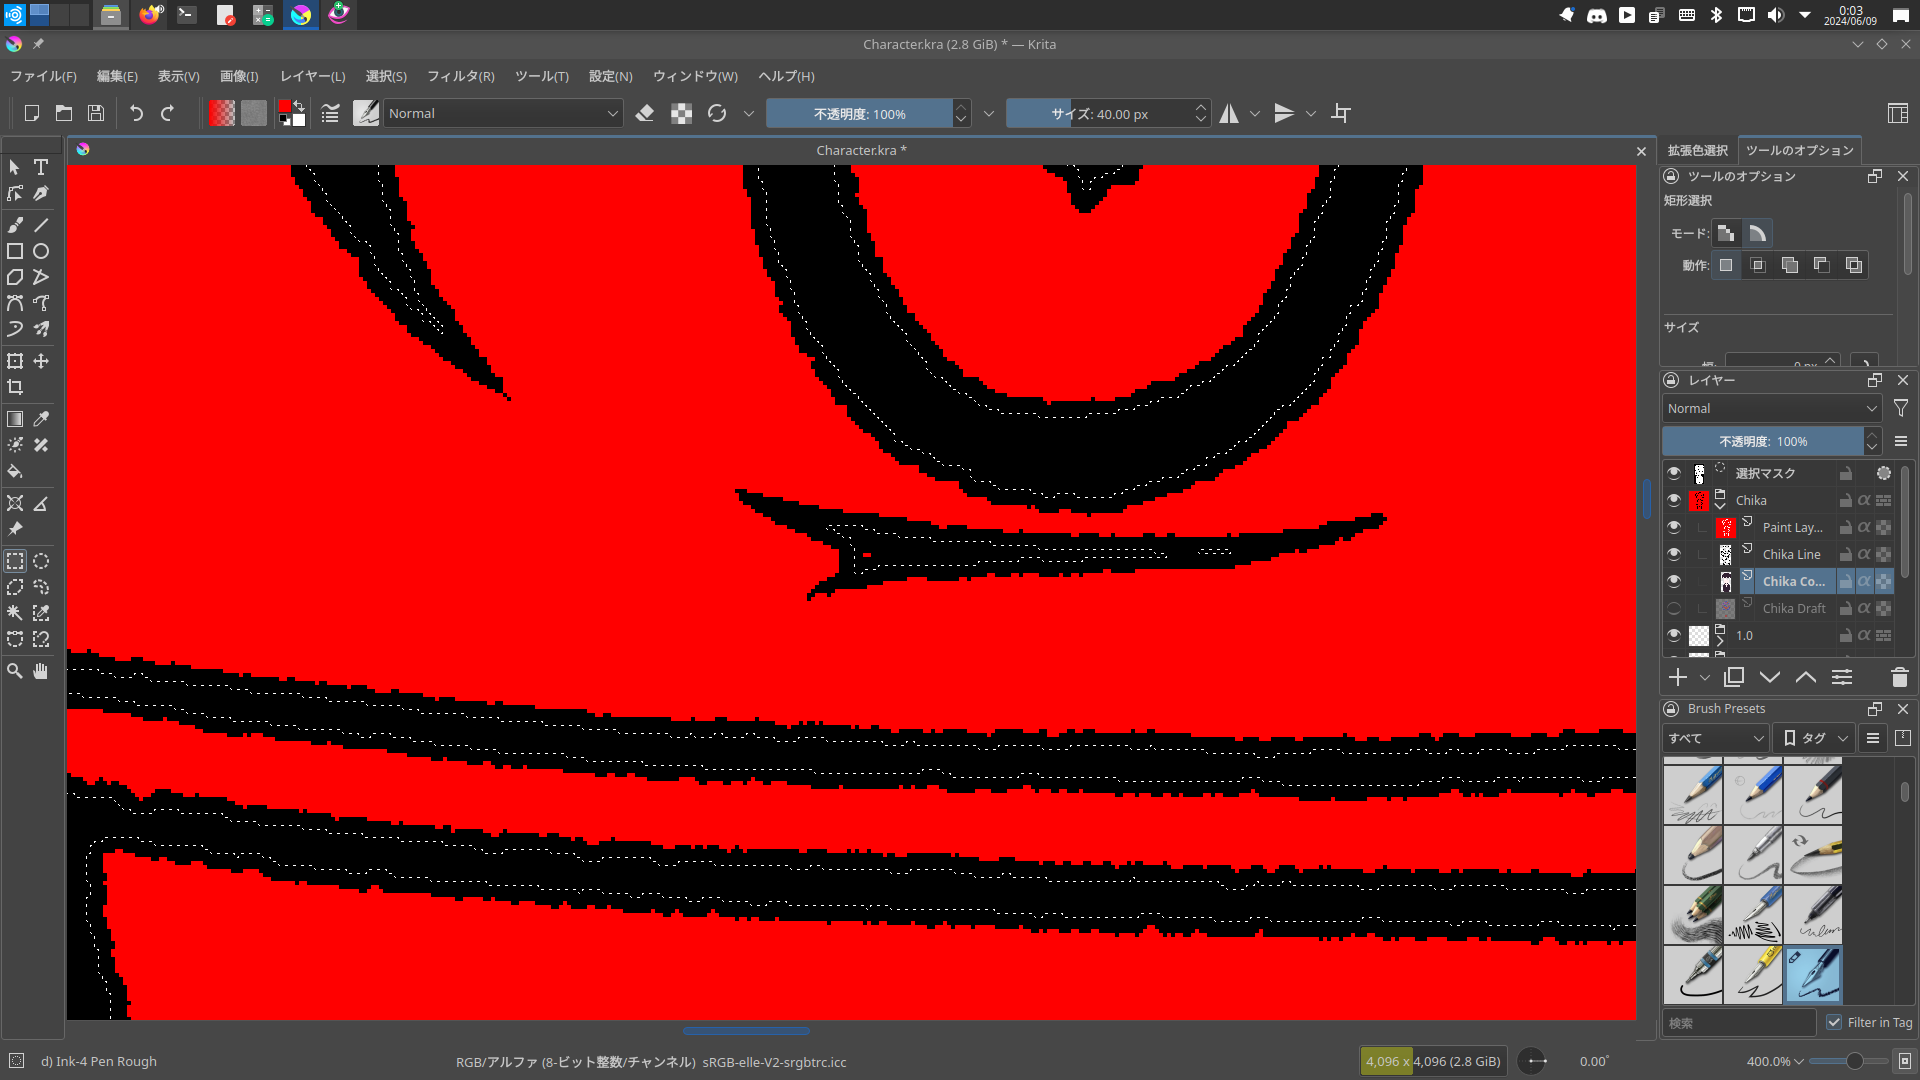 0:03
2024/06/09
Character.kra (2.8 GiB) * — Krita
ファイル(F) 編集(E) 表示(V) 画像(I) レイヤー(L) 選択(S) フィルタ(R) ツール(T) 設定(N) ウィンドウ(W) ヘルプ(H)
Normal 不透明度: 100% サイズ: 40.00 px
Character.kra *
拡張色選択 ツールのオプション
ツールのオプション
矩形選択
モード:
動作:
サイズ
0 px
レイヤー
Normal
不透明度: 100%
選択マスク
Chika
Paint Lay...
Chika Line
Chika Co...
Chika Draft
1.0
Brush Presets
すべて タグ
検索 Filter in Tag
d) Ink-4 Pen Rough RGB/アルファ (8-ビット整数/チャンネル) sRGB-elle-V2-srgbtrc.icc 4,096 x 4,096 (2.8 GiB) 0.00° 400.0%